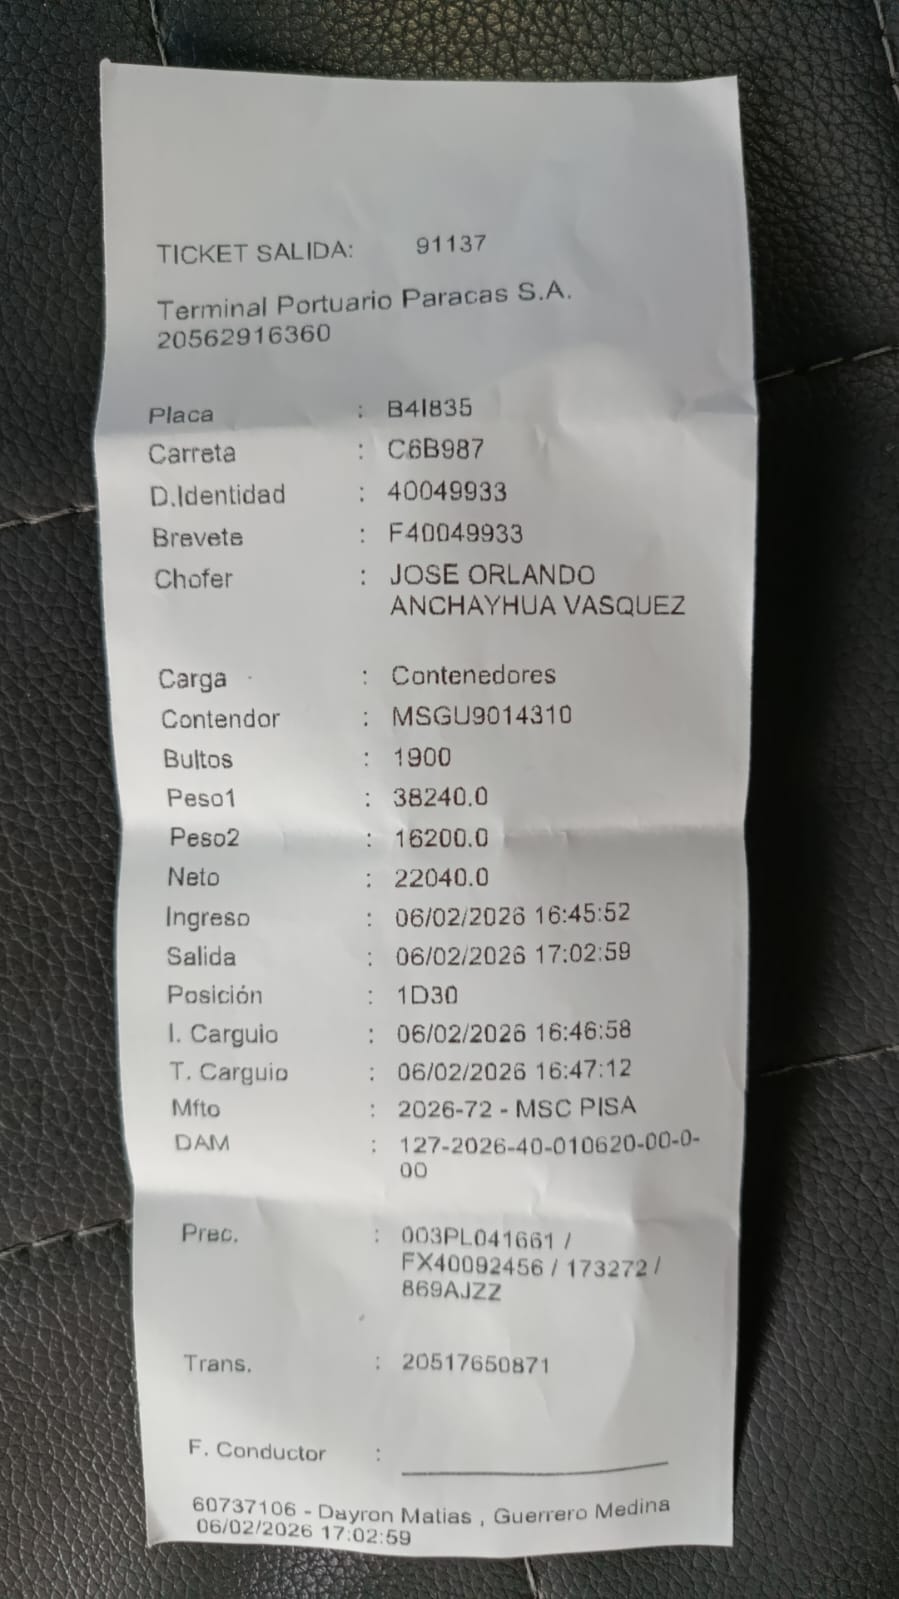 TICKET SALIDA: 91137
Terminal Portuario Paracas S.A.
20562916360
Placa : B4I835
Carreta : C6B987
D.Identidad : 40049933
Brevete : F40049933
Chofer : JOSE ORLANDO
ANCHAYHUA VASQUEZ
Carga : Contenedores
Contendor : MSGU9014310
Bultos : 1900
Peso1 : 38240.0
Peso2 : 16200.0
Neto : 22040.0
Ingreso : 06/02/2026 16:45:52
Salida : 06/02/2026 17:02:59
Posición : 1D30
I. Carguio : 06/02/2026 16:46:58
T. Carguio : 06/02/2026 16:47:12
Mfto : 2026-72 - MSC PISA
DAM : 127-2026-40-010620-00-0-
00
Prec. : 003PL041661 /
FX40092456 / 173272 /
869AJZZ
Trans. : 20517650871
F. Conductor :
60737106 - Dayron Matias , Guerrero Medina
06/02/2026 17:02:59